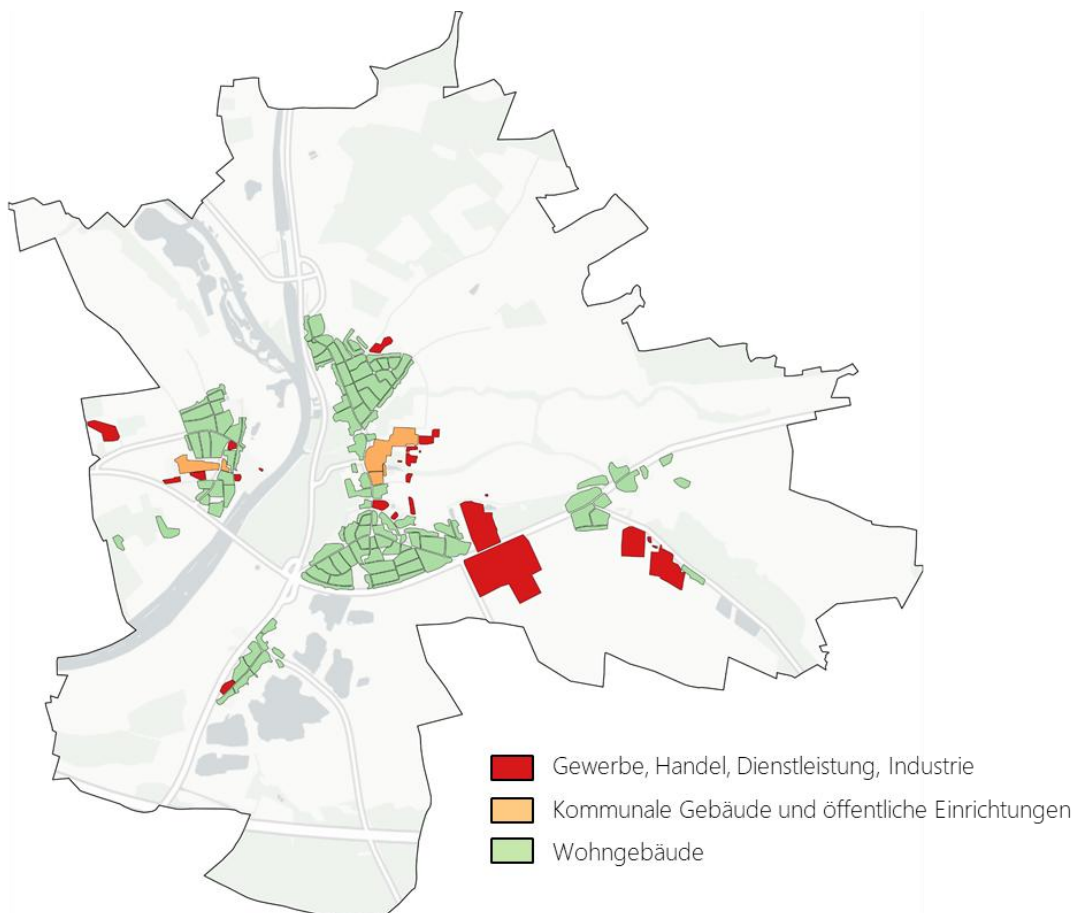 Gewerbe, Handel, Dienstleistung, Industrie
Kommunale Gebäude und öffentliche Einrichtungen
Wohngebäude